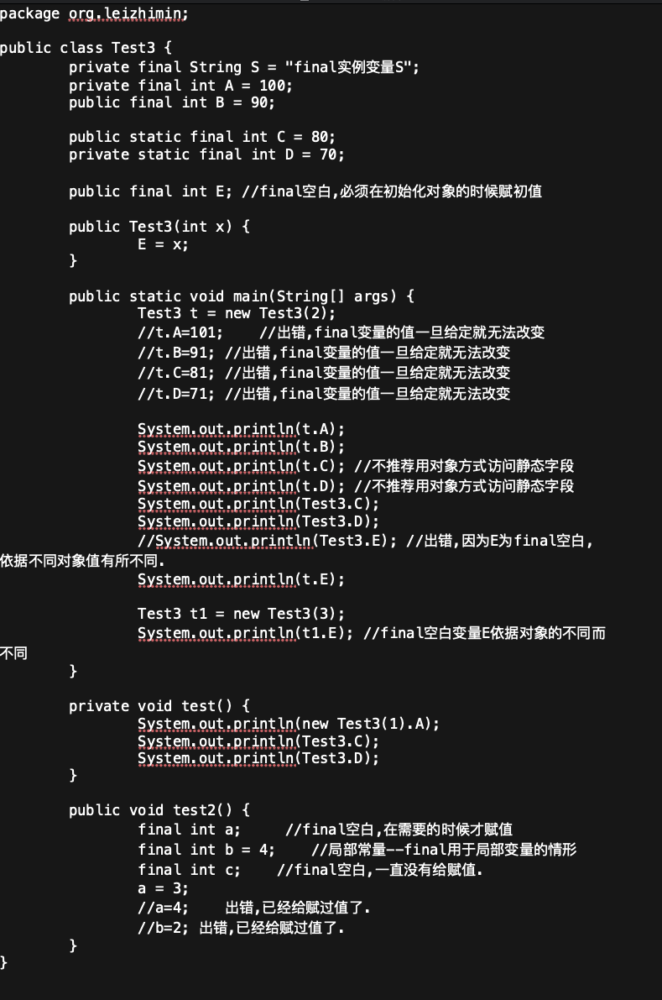 package org.leizhimin;

public class Test3 {
        private final String S = "final实例变量S";
        private final int A = 100;
        public final int B = 90;

        public static final int C = 80;
        private static final int D = 70;

        public final int E; //final空白,必须在初始化对象的时候赋初值

        public Test3(int x) {
                E = x;
        }

        public static void main(String[] args) {
                Test3 t = new Test3(2);
                //t.A=101;    //出错,final变量的值一旦给定就无法改变
                //t.B=91; //出错,final变量的值一旦给定就无法改变
                //t.C=81; //出错,final变量的值一旦给定就无法改变
                //t.D=71; //出错,final变量的值一旦给定就无法改变

                System.out.println(t.A);
                System.out.println(t.B);
                System.out.println(t.C); //不推荐用对象方式访问静态字段
                System.out.println(t.D); //不推荐用对象方式访问静态字段
                System.out.println(Test3.C);
                System.out.println(Test3.D);
                //System.out.println(Test3.E); //出错,因为E为final空白,
依据不同对象值有所不同.
                System.out.println(t.E);

                Test3 t1 = new Test3(3);
                System.out.println(t1.E); //final空白变量E依据对象的不同而
不同
        }

        private void test() {
                System.out.println(new Test3(1).A);
                System.out.println(Test3.C);
                System.out.println(Test3.D);
        }

        public void test2() {
                final int a;     //final空白,在需要的时候才赋值
                final int b = 4;    //局部常量--final用于局部变量的情形
                final int c;    //final空白,一直没有给赋值.
                a = 3;
                //a=4;    出错,已经给赋过值了.
                //b=2; 出错,已经给赋过值了.
        }
}